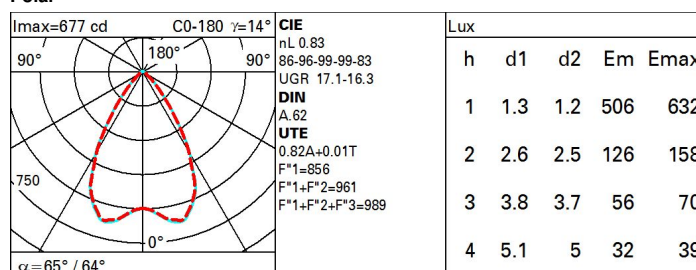 Imax=677 cd C0-180 γ=14°
90° 180° 90°
750
0°
α=65° / 64°
CIE
nL 0.83
86-96-99-99-83
UGR 17.1-16.3
DIN
A.62
UTE
0.82A+0.01T
F"1=856
F"1+F"2=961
F"1+F"2+F"3=989
Lux
h d1 d2 Em Emax
1 1.3 1.2 506 632
2 2.6 2.5 126 158
3 3.8 3.7 56 70
4 5.1 5 32 39